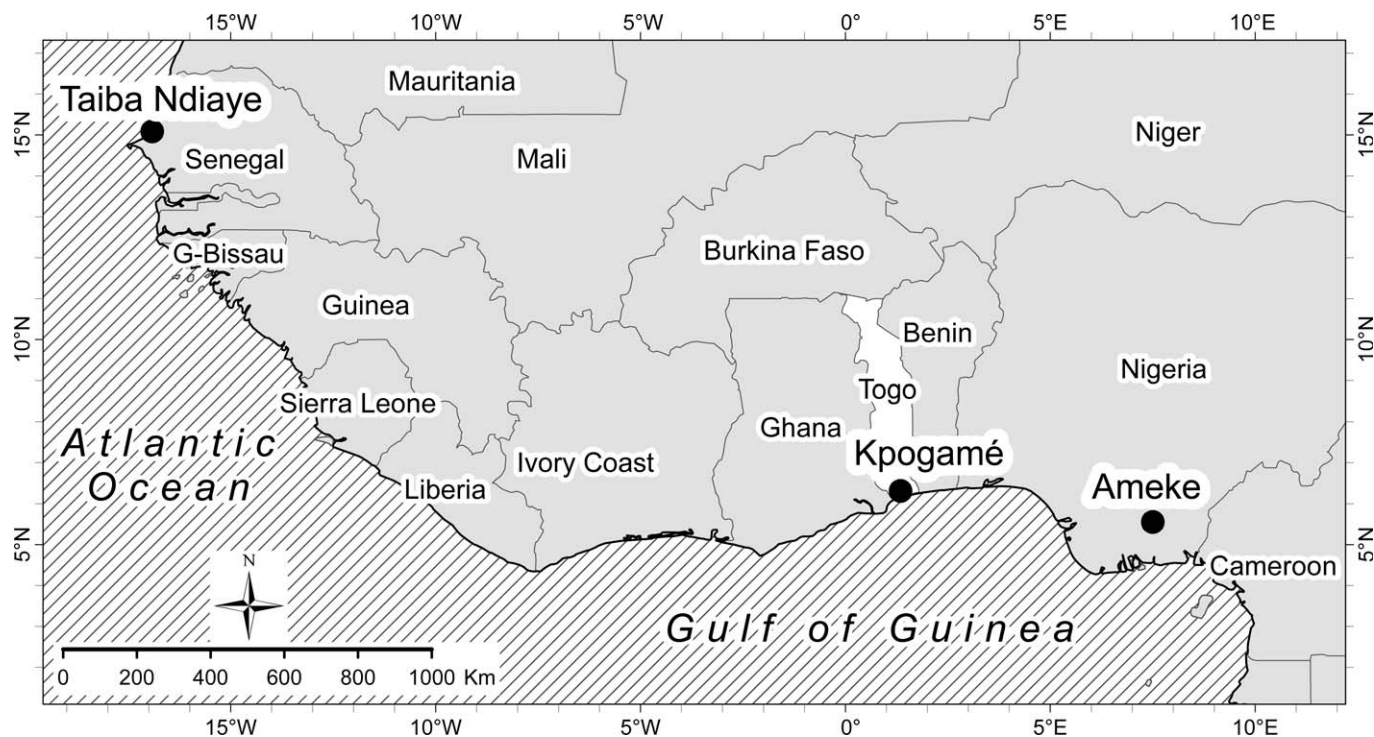 15°W 10°W 5°W 0° 5°E 10°E
Mauritania
Taiba Ndiaye
15°N
Niger
15°N
Senegal
Mali
G-Bissau
Burkina Faso
Guinea
10°N
Benin
10°N
Nigeria
Togo
Sierra Leone
Ghana
Atlantic
Ocean
Ivory Coast
Kpogamé
Liberia
Ameke
5°N
5°N
N
Cameroon
Gulf of Guinea
0 200 400 600 800 1000 Km
15°W 10°W 5°W 0° 5°E 10°E